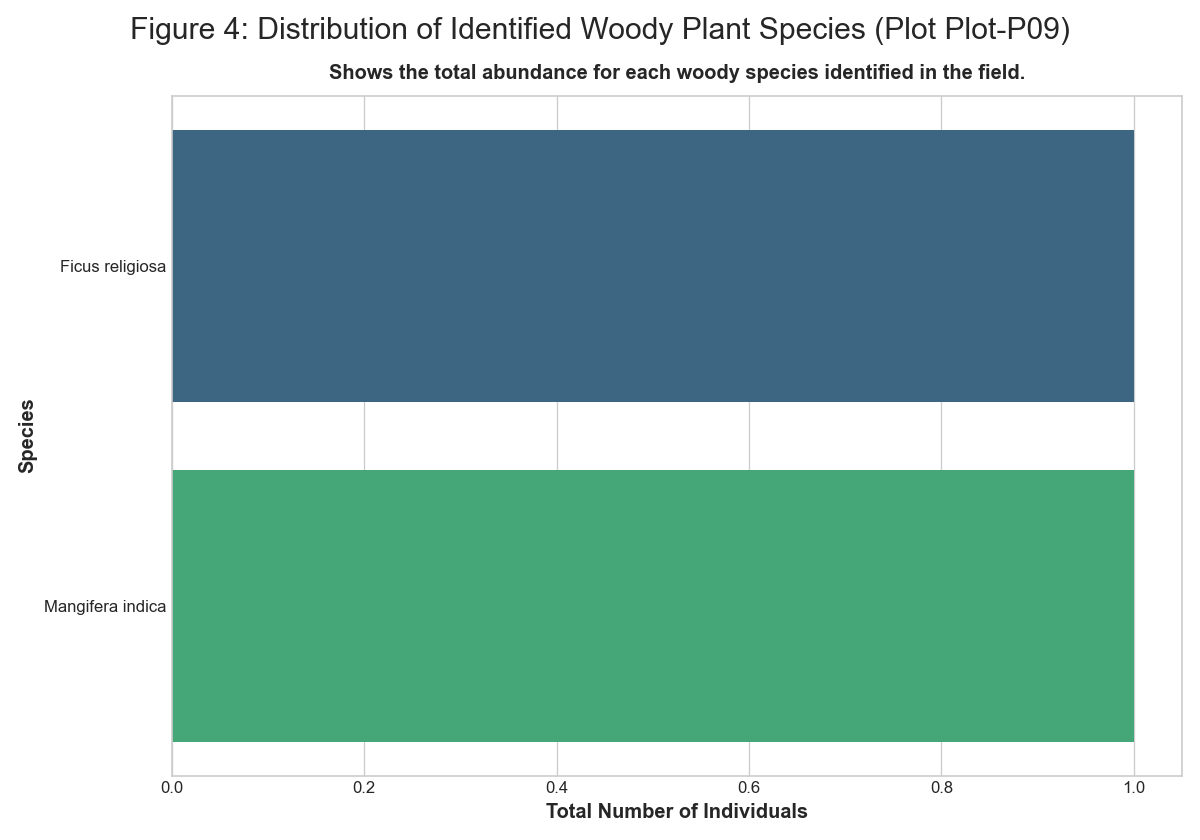 Figure 4: Distribution of Identified Woody Plant Species (Plot Plot-P09)
Shows the total abundance for each woody species identified in the field.
Ficus religiosa
Species
Mangifera indica
0.0 0.2 0.4 0.6 0.8 1.0
Total Number of Individuals